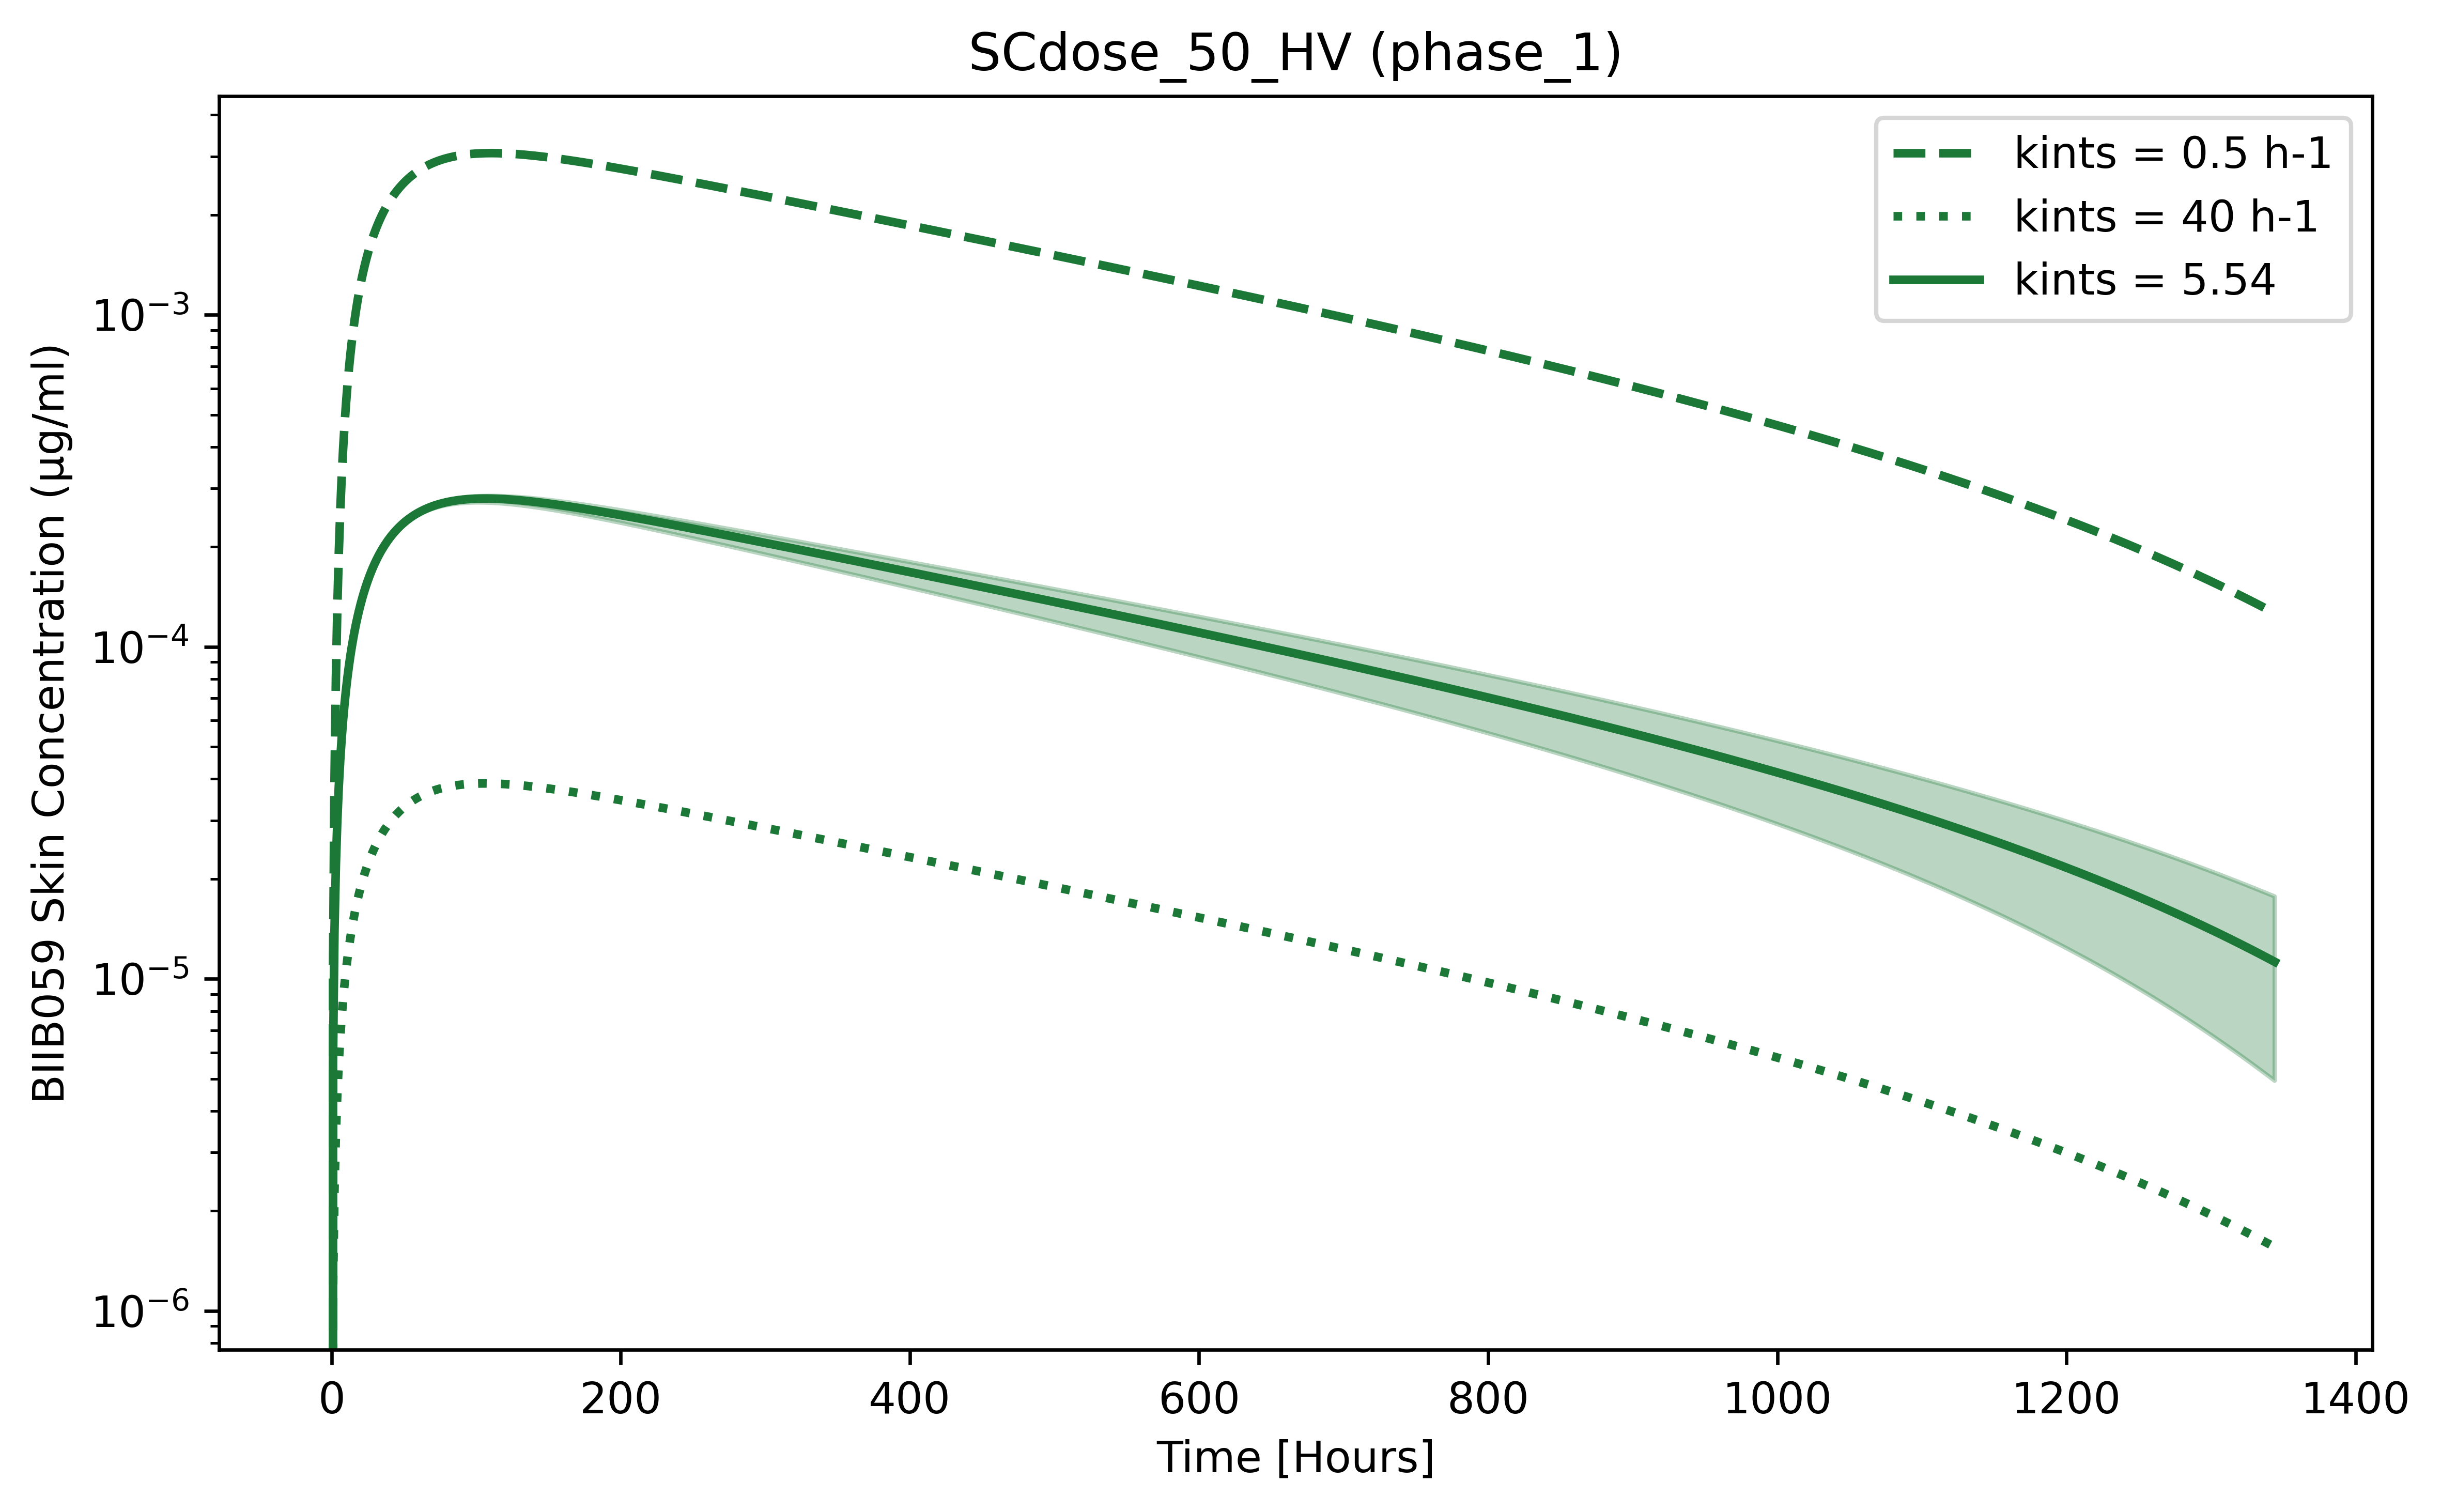 SCdose_50_HV (phase_1)
kints = 0.5 h-1
kints = 40 h-1
kints = 5.54
BIIB059 Skin Concentration (µg/ml)
10⁻³
10⁻⁴
10⁻⁵
10⁻⁶
0 200 400 600 800 1000 1200 1400
Time [Hours]